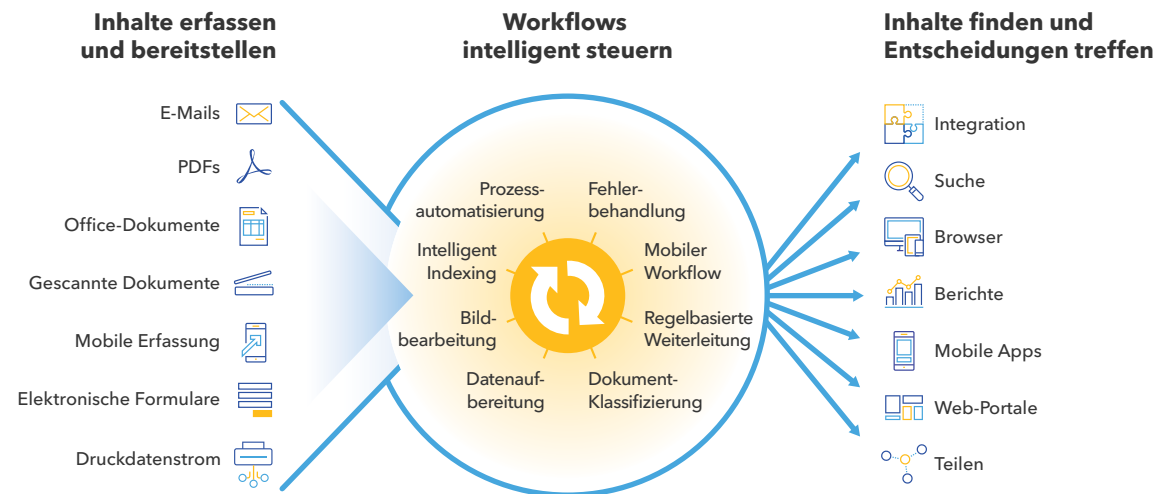 Inhalte erfassen
und bereitstellen
E-Mails
PDFs
Office-Dokumente
Gescannte Dokumente
Mobile Erfassung
Elektronische Formulare
Druckdatenstrom
Workflows
intelligent steuern
Prozess-
automatisierung
Intelligent
Indexing
Bild-
bearbeitung
Datenauf-
bereitung
Fehler-
behandlung
Mobiler
Workflow
Regelbasierte
Weiterleitung
Dokument-
Klassifizierung
Inhalte finden und
Entscheidungen treffen
Integration
Suche
Browser
Berichte
Mobile Apps
Web-Portale
Teilen